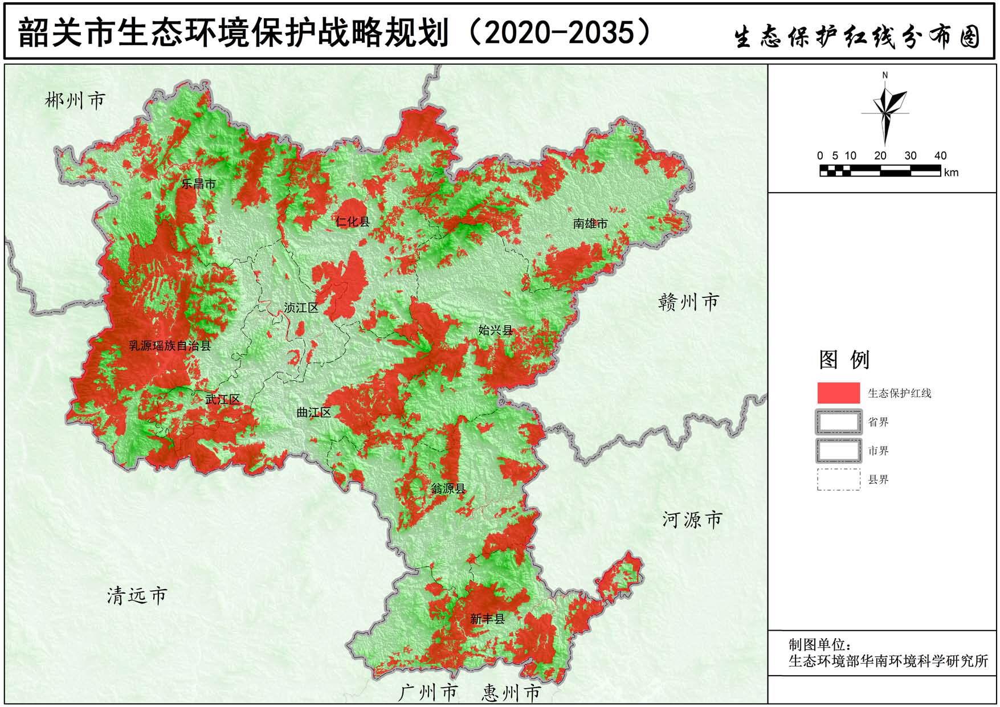 韶关市生态环境保护战略规划（2020-2035）
生态保护红线分布图
N
0 5 10 20 30 40
km
郴州市
乐昌市
仁化县
南雄市
赣州市
浈江区
始兴县
乳源瑶族自治县
武江区
曲江区
翁源县
河源市
清远市
新丰县
广州市
惠州市
图 例
生态保护红线
省界
市界
县界
制图单位：
生态环境部华南环境科学研究所